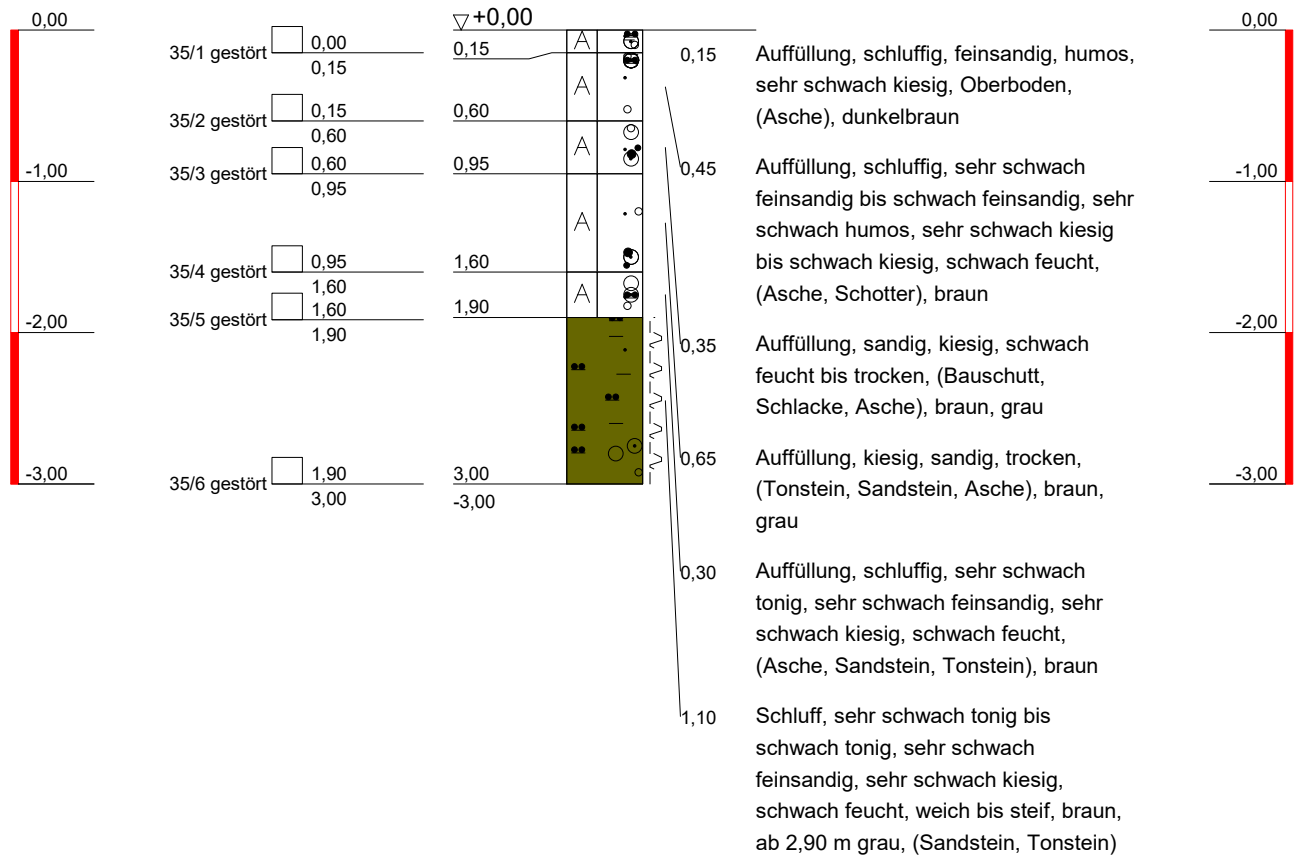 0,00
-1,00
-2,00
-3,00
35/1 gestört
0,00
0,15
35/2 gestört
0,15
0,60
35/3 gestört
0,60
0,95
35/4 gestört
0,95
1,60
35/5 gestört
1,60
1,90
35/6 gestört
1,90
3,00
+0,00
0,15
0,60
0,95
1,60
1,90
3,00
-3,00
A
A
A
A
A
0,15
Auffüllung, schluffig, feinsandig, humos,
sehr schwach kiesig, Oberboden,
(Asche), dunkelbraun
0,45
Auffüllung, schluffig, sehr schwach
feinsandig bis schwach feinsandig, sehr
schwach humos, sehr schwach kiesig
bis schwach kiesig, schwach feucht,
(Asche, Schotter), braun
0,35
Auffüllung, sandig, kiesig, schwach
feucht bis trocken, (Bauschutt,
Schlacke, Asche), braun, grau
0,65
Auffüllung, kiesig, sandig, trocken,
(Tonstein, Sandstein, Asche), braun,
grau
0,30
Auffüllung, schluffig, sehr schwach
tonig, sehr schwach feinsandig, sehr
schwach kiesig, schwach feucht,
(Asche, Sandstein, Tonstein), braun
1,10
Schluff, sehr schwach tonig bis
schwach tonig, sehr schwach
feinsandig, sehr schwach kiesig,
schwach feucht, weich bis steif, braun,
ab 2,90 m grau, (Sandstein, Tonstein)
0,00
-1,00
-2,00
-3,00